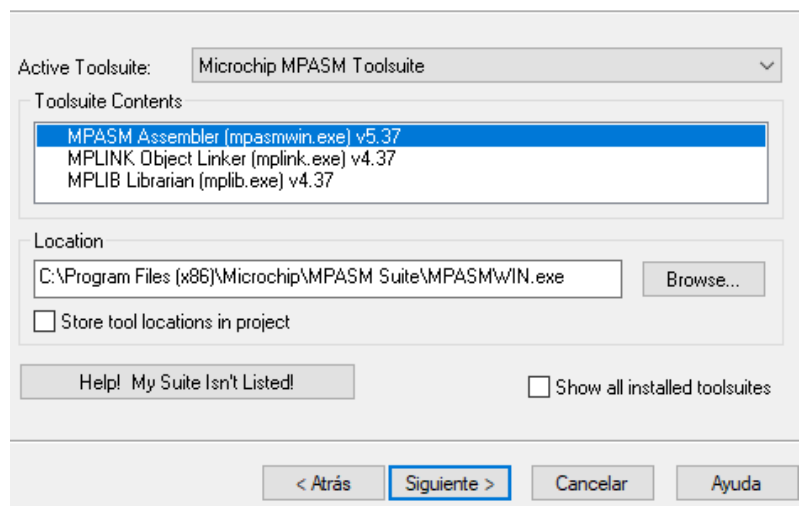 Active Toolsuite: Microchip MPASM Toolsuite
Toolsuite Contents
MPASM Assembler (mpasmwin.exe) v5.37
MPLINK Object Linker (mplink.exe) v4.37
MPLIB Librarian (mplib.exe) v4.37
Location
C:\Program Files (x86)\Microchip\MPASM Suite\MPASMWIN.exe Browse...
Store tool locations in project
Help! My Suite Isn't Listed! Show all installed toolsuites
< Atrás Siguiente > Cancelar Ayuda